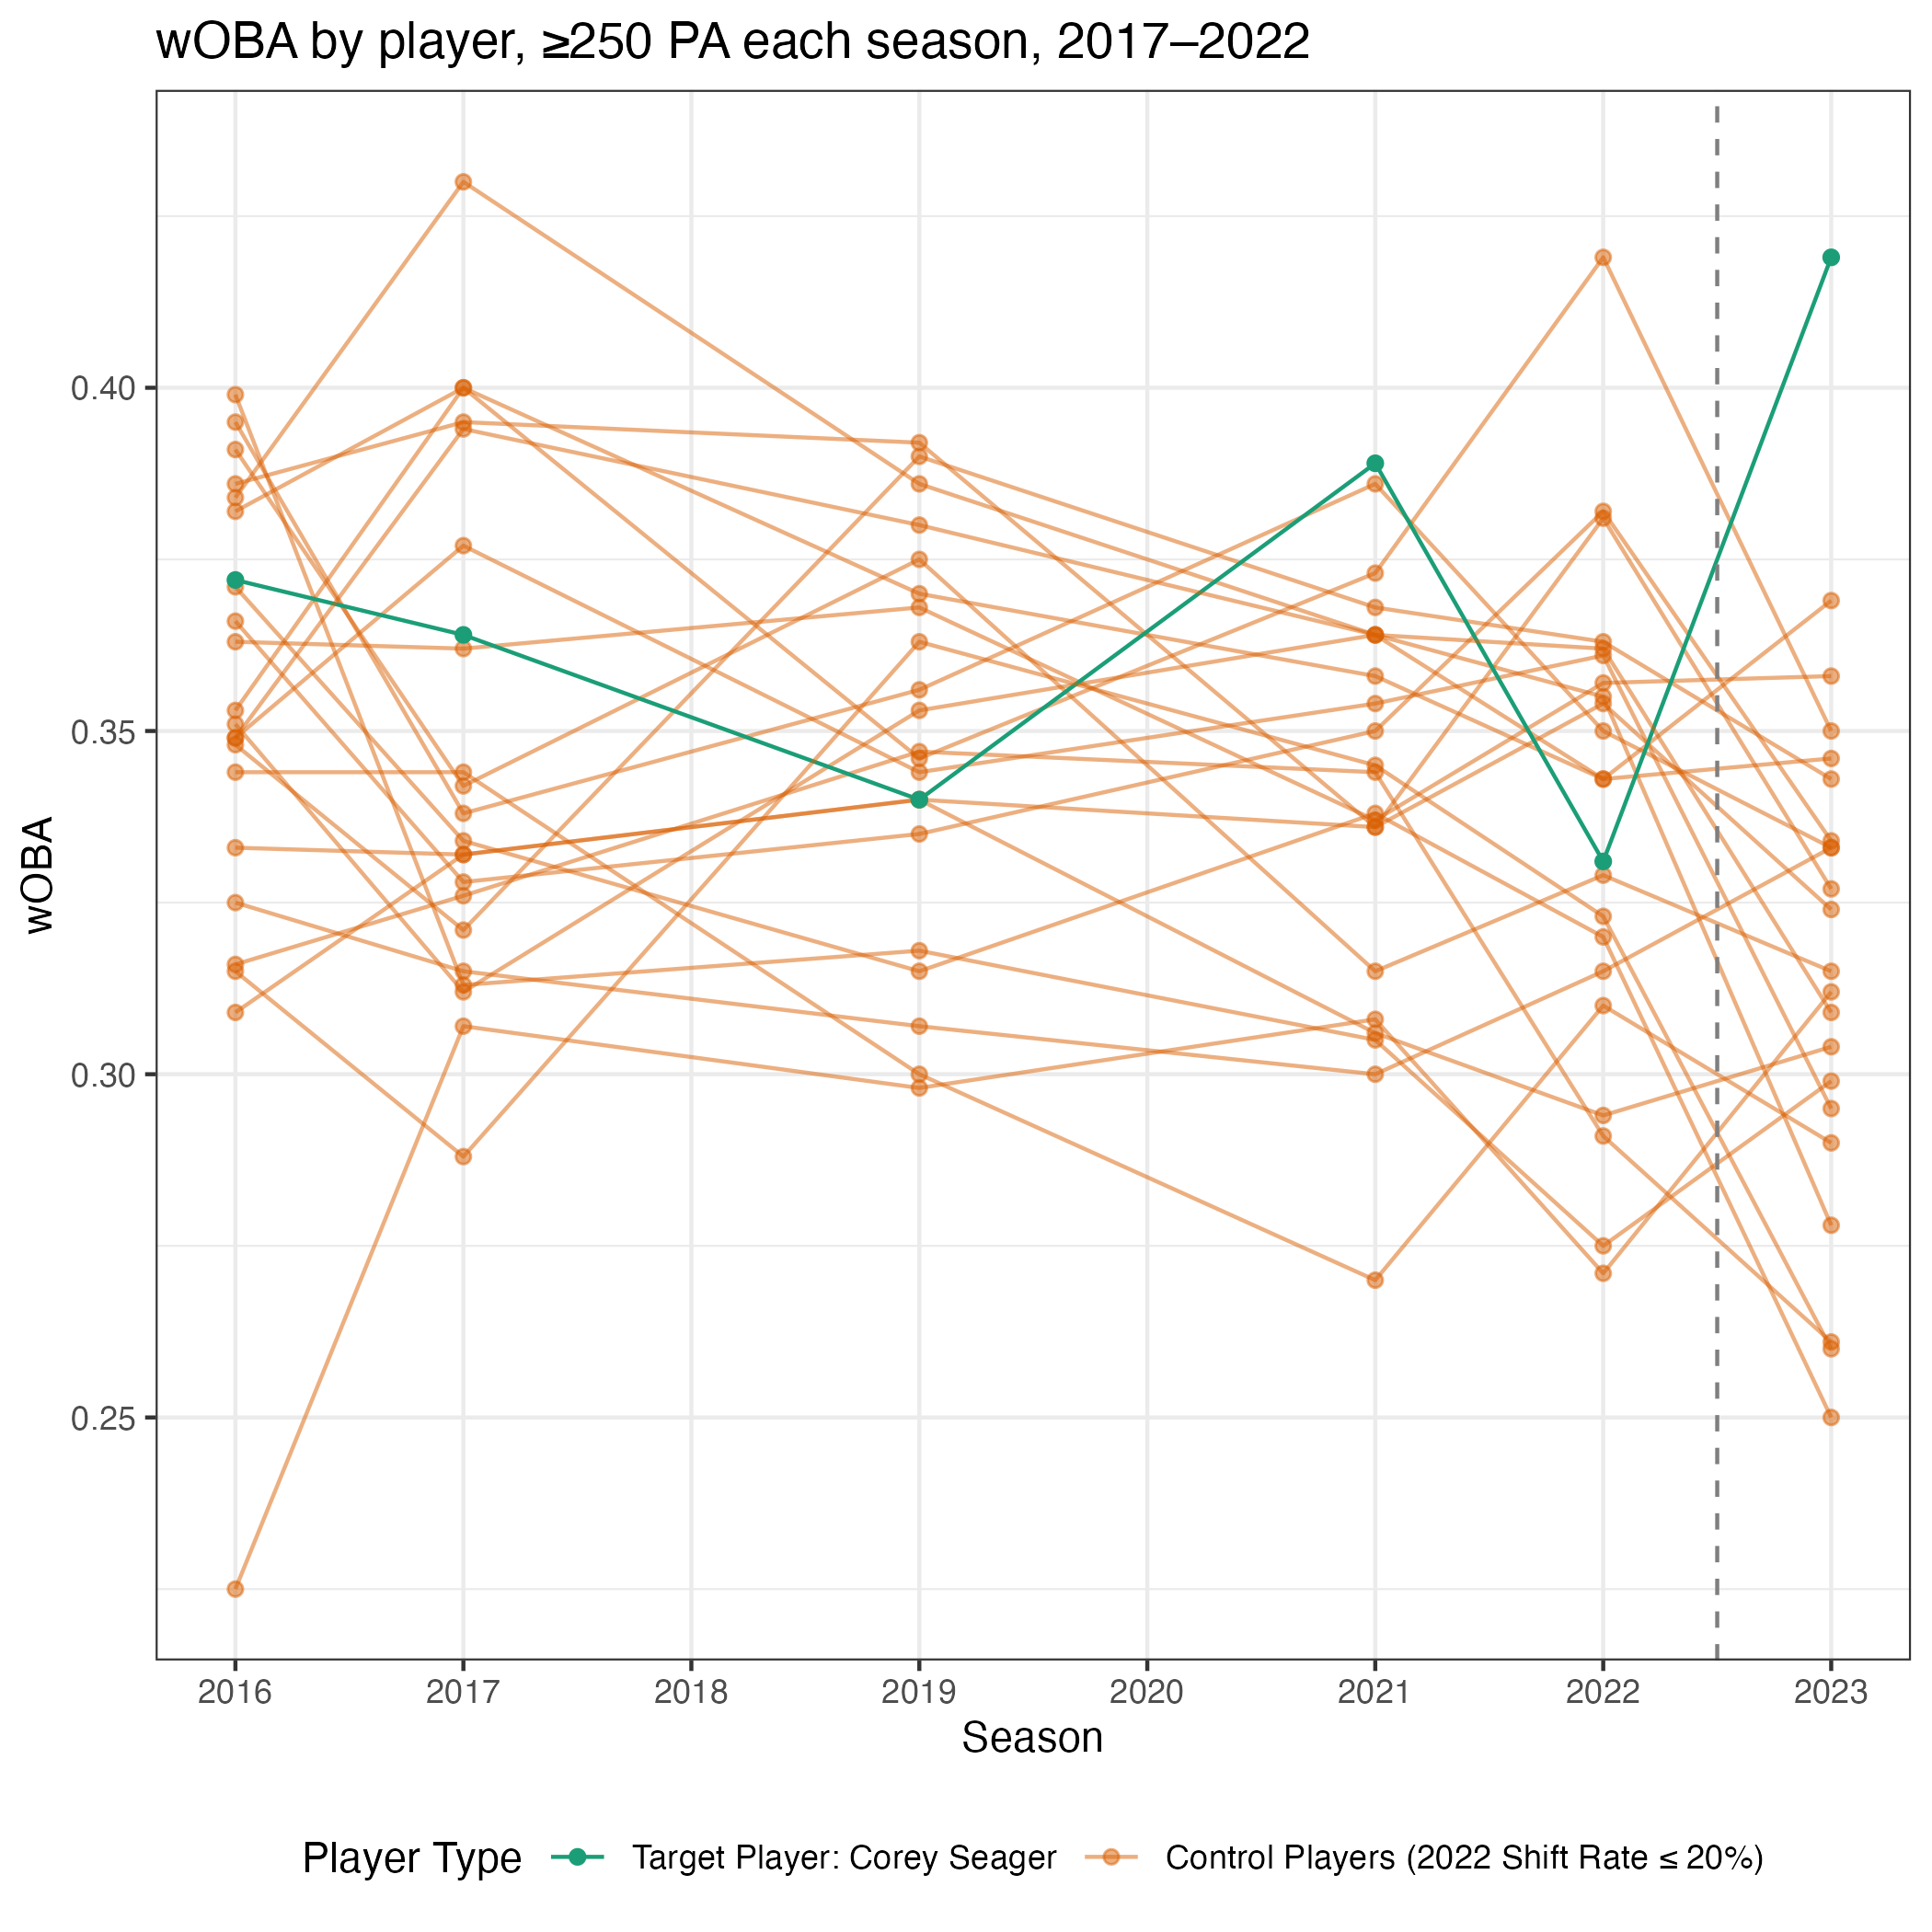 wOBA by player, ≥250 PA each season, 2017–2022
wOBA
0.40
0.35
0.30
0.25
2016 2017 2018 2019 2020 2021 2022 2023
Season
Player Type Target Player: Corey Seager Control Players (2022 Shift Rate ≤ 20%)